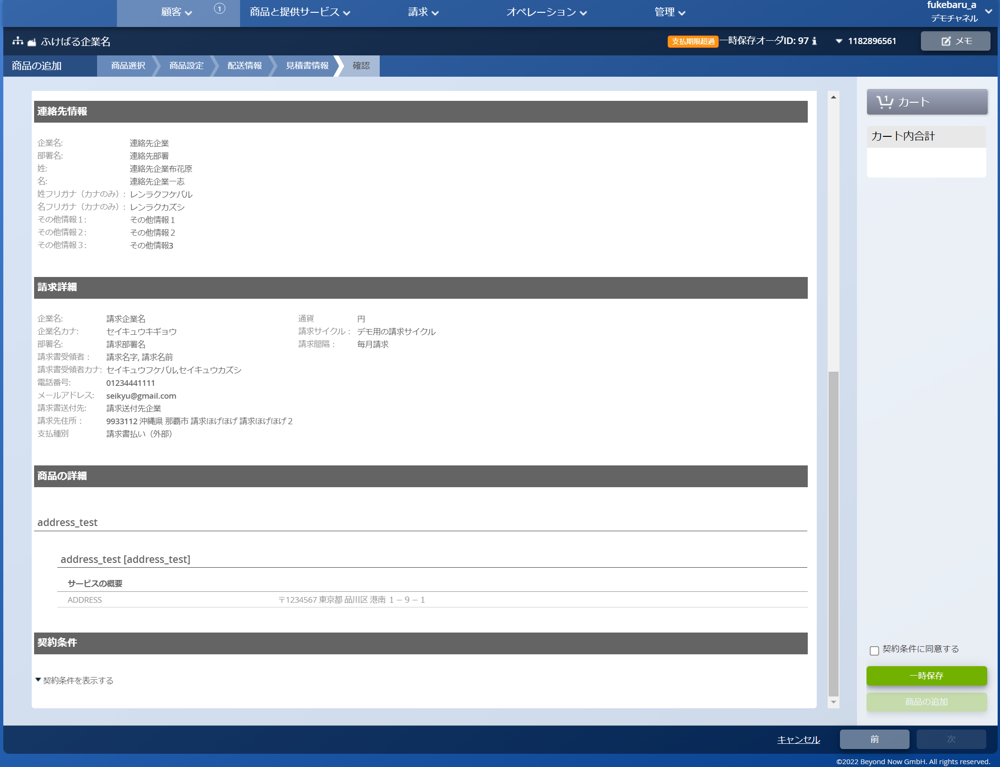 顧客
1
商品と提供サービス
請求
オペレーション
管理
fukebaru_a
デモチャネル
ふけばる企業名
支払期限超過 一時保存オーダID: 97
1182896561
メモ
商品の追加
商品選択
商品設定
配送情報
見積書情報
確認
連絡先情報
企業名: 連絡先企業
部署名: 連絡先部署
姓: 連絡先企業布花原
名: 連絡先企業一志
姓フリガナ（カナのみ）: レンラクフケバル
名フリガナ（カナのみ）: レンラクカズシ
その他情報１: その他情報１
その他情報２: その他情報２
その他情報３: その他情報3
請求詳細
企業名: 請求企業名
企業名カナ: セイキュウキギョウ
部署名: 請求部署名
請求書受領者： 請求名字, 請求名前
請求書受領者カナ: セイキュウフケバル,セイキュウカズシ
電話番号: 01234441111
メールアドレス: seikyu@gmail.com
請求書送付先: 請求送付先企業
請求先住所： 9933112 沖縄県 那覇市 請求ほげほげ 請求ほげほげ２
支払種別 請求書払い（外部）
通貨 円
請求サイクル： デモ用の請求サイクル
請求間隔： 毎月請求
商品の詳細
address_test
address_test [address_test]
サービスの概要
ADDRESS 〒1234567 東京都 品川区 港南 １－９－１
契約条件
契約条件を表示する
1 カート
カート内合計
契約条件に同意する
一時保存
商品の追加
キャンセル
前
次
©2022 Beyond Now GmbH. All rights reserved.